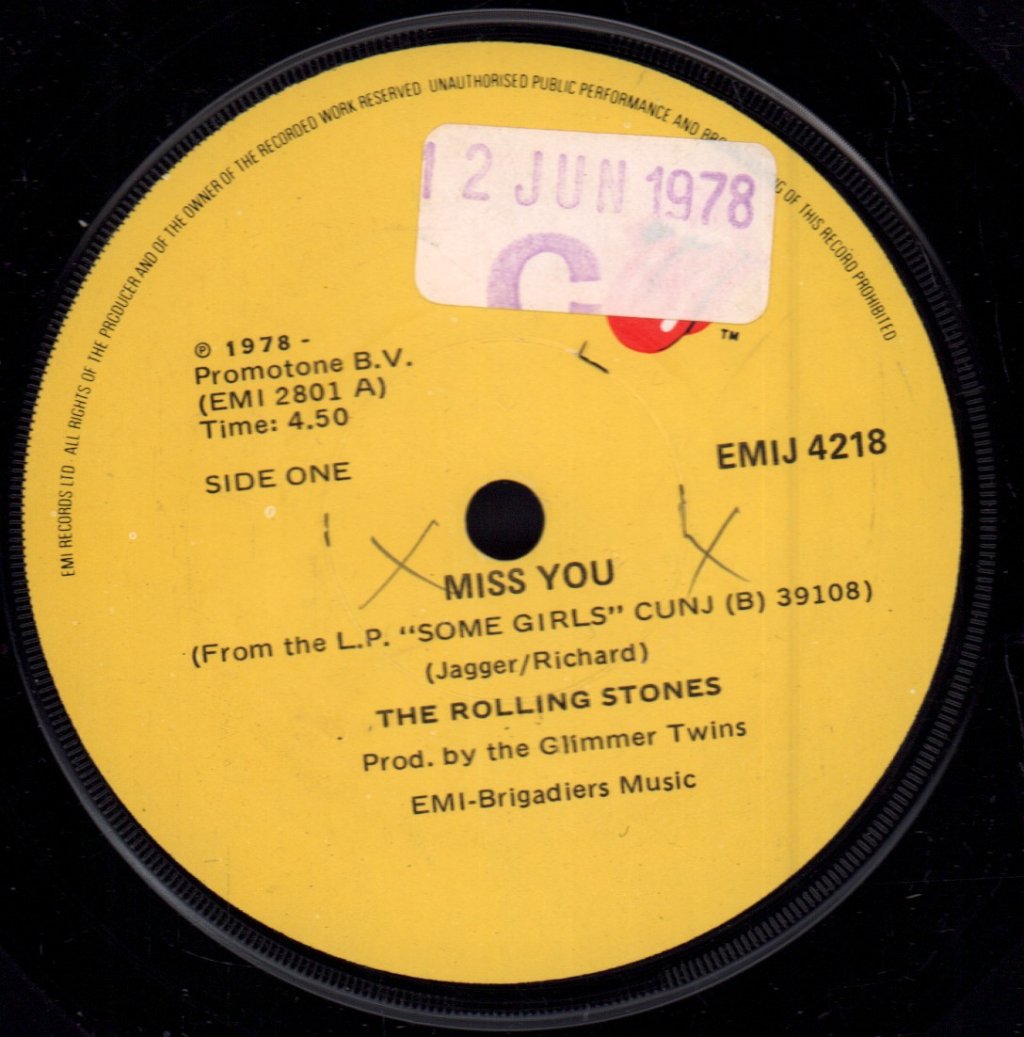 EMI RECORDS LTD · ALL RIGHTS OF THE PRODUCER AND OF THE OWNER OF THE RECORDED WORK RESERVED UNAUTHORISED PUBLIC PERFORMANCE AND OF THIS RECORD PROHIBITED
12 JUN 1978
G
TM
℗ 1978 -
Promotone B.V.
(EMI 2801 A)
Time: 4.50
SIDE ONE
EMIJ 4218
MISS YOU
(From the L.P. “SOME GIRLS” CUNJ (B) 39108)
(Jagger/Richard)
THE ROLLING STONES
Prod. by the Glimmer Twins
EMI-Brigadiers Music